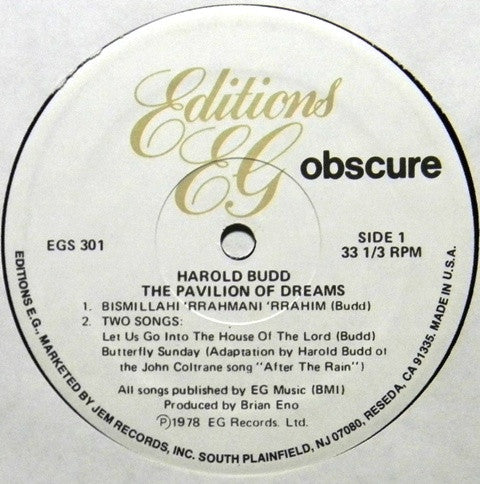 Editions
EG obscure
EGS 301
SIDE 1
33 1/3 RPM
HAROLD BUDD
THE PAVILION OF DREAMS
1. BISMILLAHI 'RRAHMANI 'RRAHIM (Budd)
2. TWO SONGS:
Let Us Go Into The House Of The Lord (Budd)
Butterfly Sunday (Adaptation by Harold Budd of
the John Coltrane song "After The Rain")
All songs published by EG Music (BMI)
Produced by Brian Eno
Ⓟ1978 EG Records. Ltd.
EDITIONS E.G., MARKETED BY JEM RECORDS, INC. SOUTH PLAINFIELD, NJ 07080, RESEDA, CA 91335. MADE IN U.S.A.